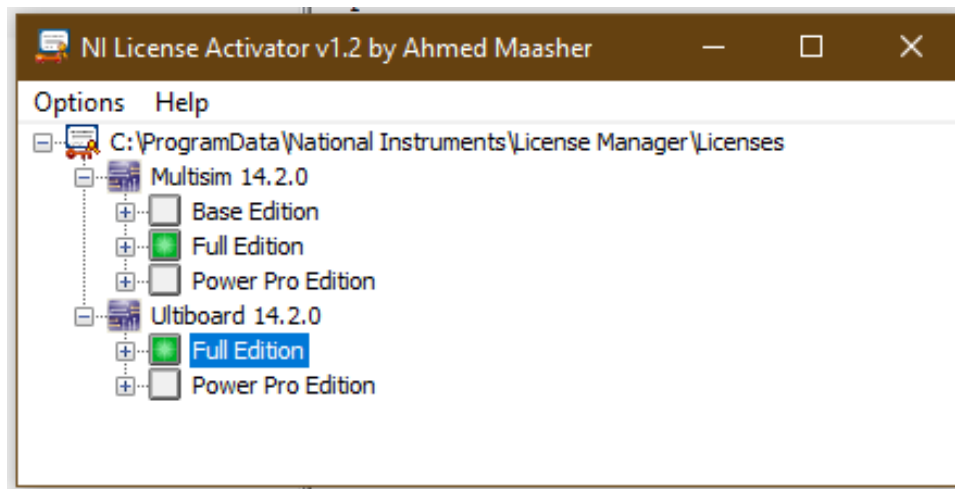 NI License Activator v1.2 by Ahmed Maasher
Options Help
C:\ProgramData\National Instruments\License Manager\Licenses
Multisim 14.2.0
Base Edition
Full Edition
Power Pro Edition
Ultiboard 14.2.0
Full Edition
Power Pro Edition